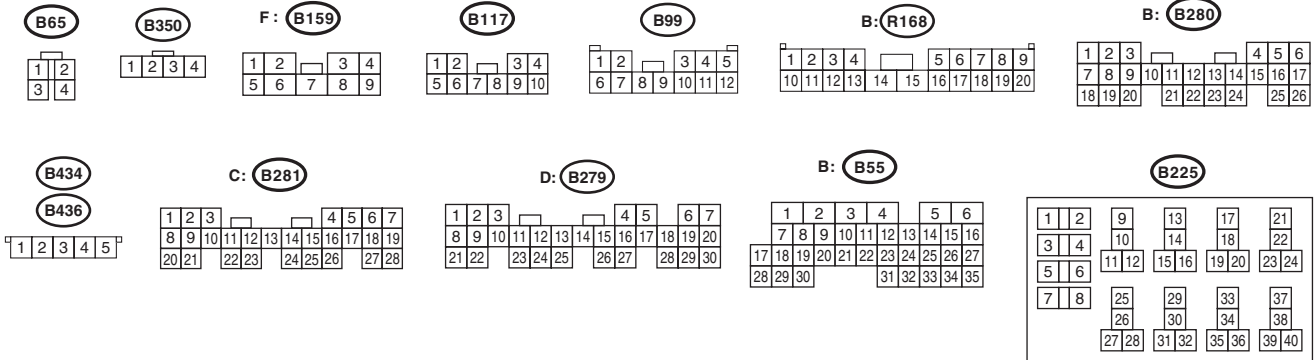 B65 B350 F: B159 B117 B99 B: R168 B: B280
1 2
3 4
1 2 3 4
1 2 3 4
5 6 7 8 9
1 2 3 4
5 6 7 8 9 10
1 2 3 4 5
6 7 8 9 10 11 12
1 2 3 4 5 6 7 8 9
10 11 12 13 14 15 16 17 18 19 20
1 2 3 4 5 6
7 8 9 10 11 12 13 14 15 16 17
18 19 20 21 22 23 24 25 26
B434
B436
1 2 3 4 5
C: B281
1 2 3 4 5 6 7
8 9 10 11 12 13 14 15 16 17 18 19
20 21 22 23 24 25 26 27 28
D: B279
1 2 3 4 5 6 7
8 9 10 11 12 13 14 15 16 17 18 19 20
21 22 23 24 25 26 27 28 29 30
B: B55
1 2 3 4 5 6
7 8 9 10 11 12 13 14 15 16
17 18 19 20 21 22 23 24 25 26 27
28 29 30 31 32 33 34 35
B225
1 2
3 4
5 6
7 8
9 13 17 21
10 14 18 22
11 12 15 16 19 20 23 24
25 29 33 37
26 30 34 38
27 28 31 32 35 36 39 40